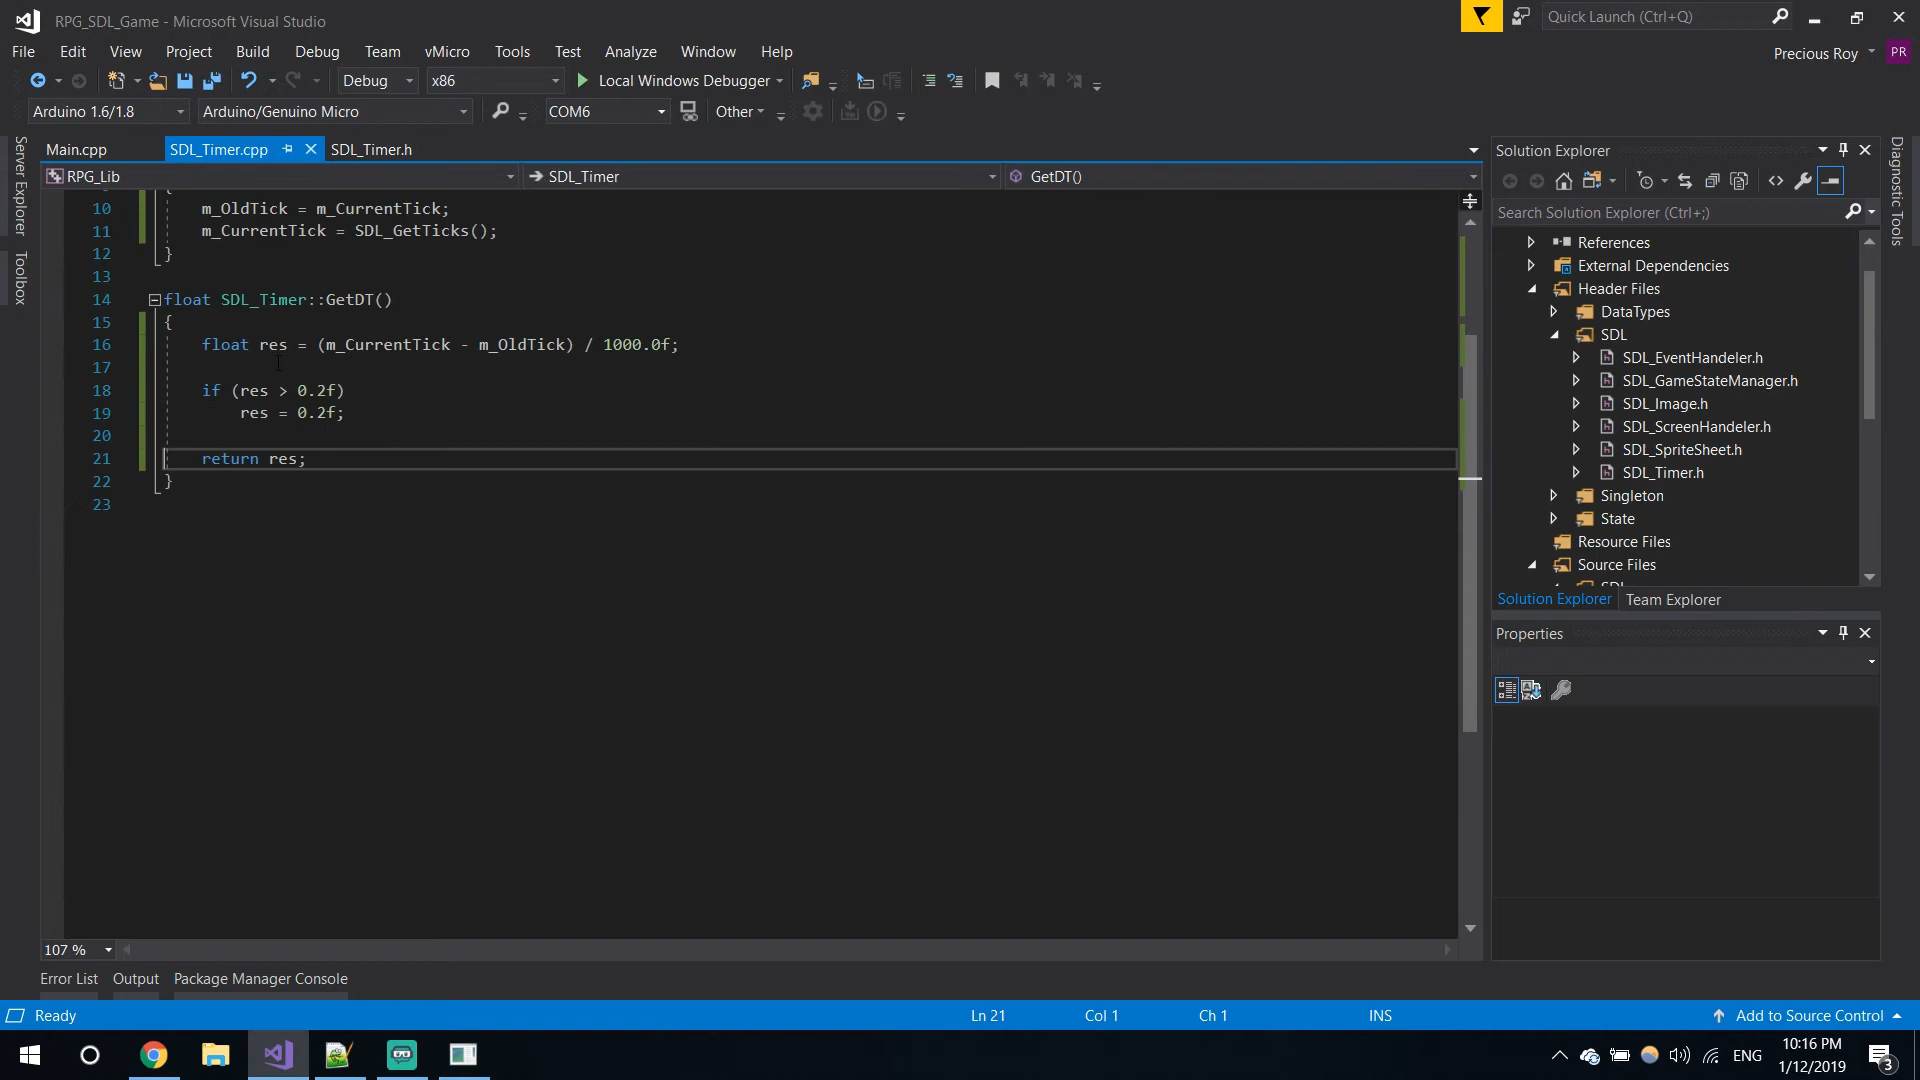 RPG_SDL_Game - Microsoft Visual Studio
Quick Launch (Ctrl+Q)
File Edit View Project Build Debug Team vMicro Tools Test Analyze Window Help
Precious Roy PR
Debug x86 Local Windows Debugger
Arduino 1.6/1.8 Arduino/Genuino Micro COM6 Other
Server Explorer
Toolbox
Main.cpp SDL_Timer.cpp SDL_Timer.h
RPG_Lib SDL_Timer GetDT()
{
10 m_OldTick = m_CurrentTick;
11 m_CurrentTick = SDL_GetTicks();
12 }
13
14 float SDL_Timer::GetDT()
15 {
16 float res = (m_CurrentTick - m_OldTick) / 1000.0f;
17
18 if (res > 0.2f)
19 res = 0.2f;
20
21 return res;
22 }
23
107 %
Solution Explorer
Search Solution Explorer (Ctrl+;)
References
External Dependencies
Header Files
DataTypes
SDL
SDL_EventHandeler.h
SDL_GameStateManager.h
SDL_Image.h
SDL_ScreenHandeler.h
SDL_SpriteSheet.h
SDL_Timer.h
Singleton
State
Resource Files
Source Files
SDL
Solution Explorer Team Explorer
Properties
Diagnostic Tools
Error List Output Package Manager Console
Ready Ln 21 Col 1 Ch 1 INS Add to Source Control
ENG
10:16 PM
1/12/2019
3